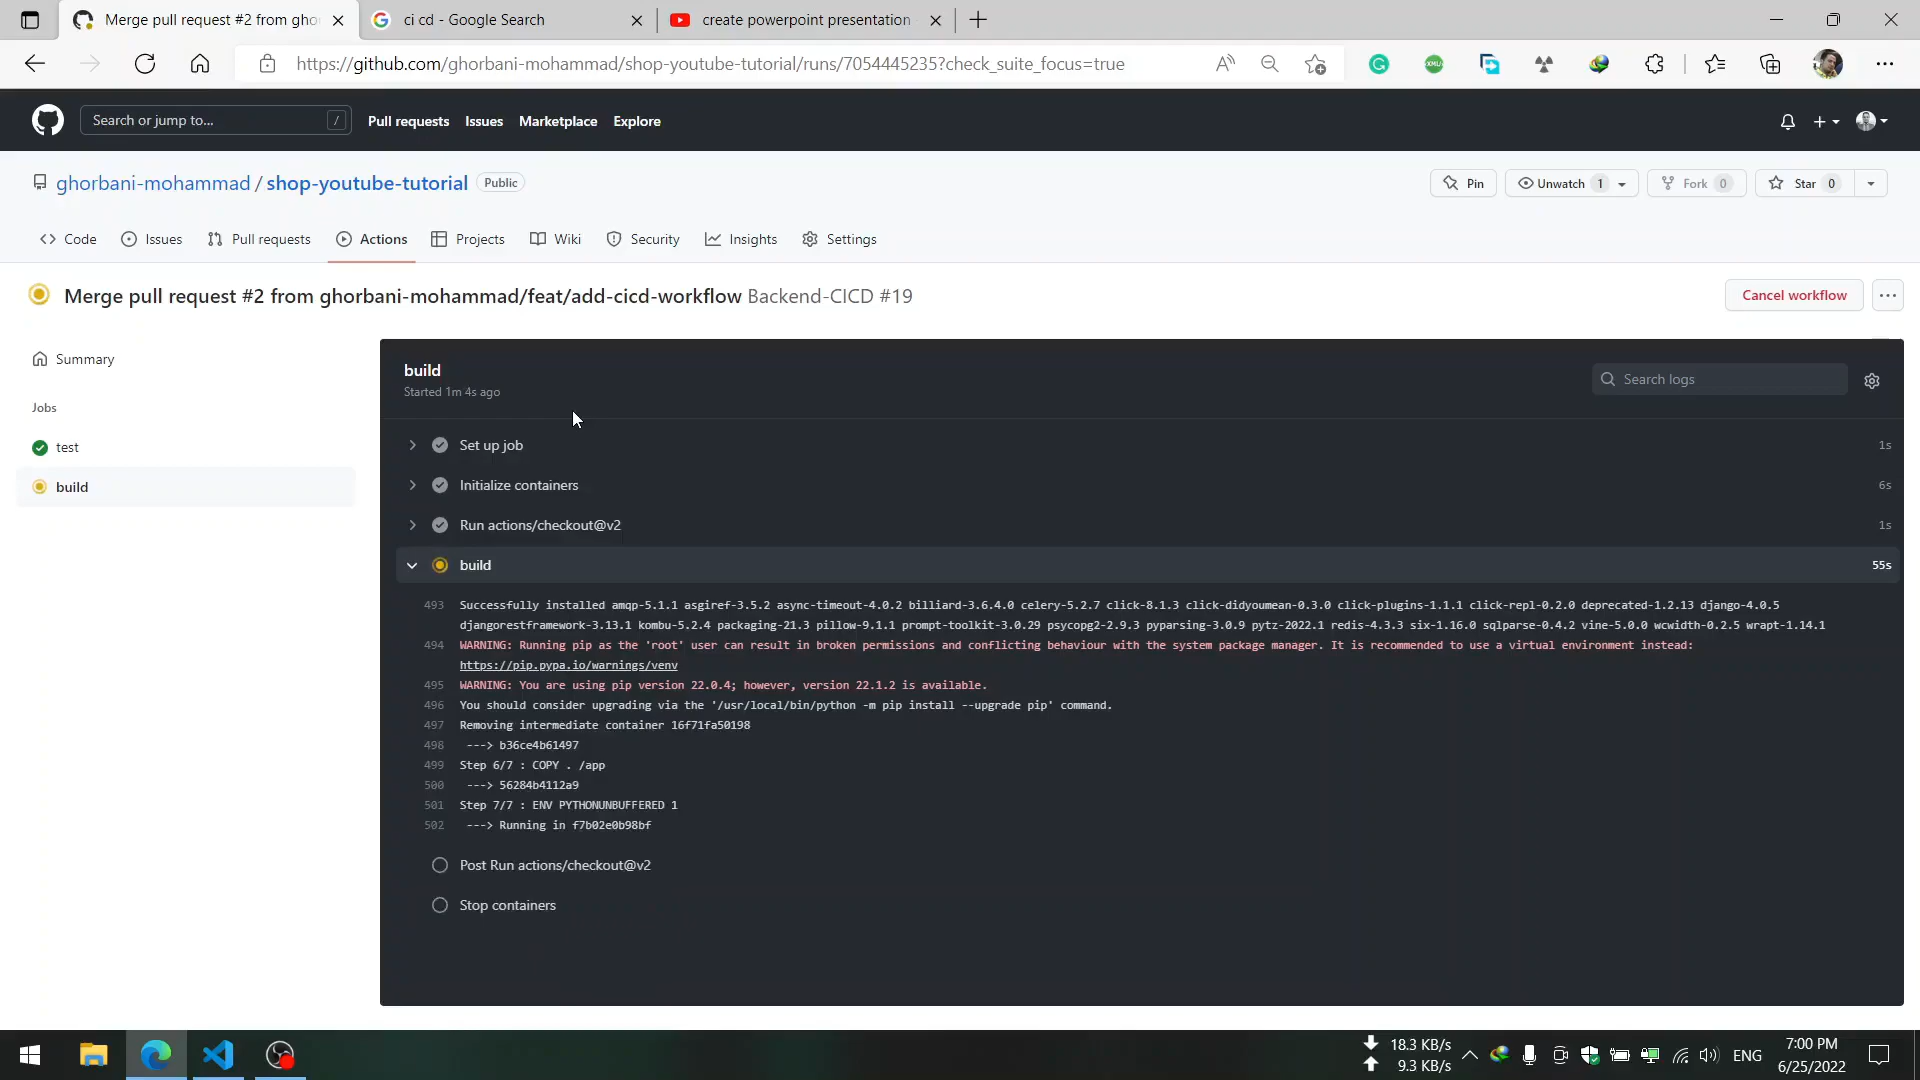 Merge pull request #2 from gho
ci cd - Google Search
create powerpoint presentation
https://github.com/ghorbani-mohammad/shop-youtube-tutorial/runs/7054445235?check_suite_focus=true
Search or jump to... /
Pull requests
Issues
Marketplace
Explore
ghorbani-mohammad / shop-youtube-tutorial Public
Pin
Unwatch 1
Fork 0
Star 0
Code
Issues
Pull requests
Actions
Projects
Wiki
Security
Insights
Settings
Merge pull request #2 from ghorbani-mohammad/feat/add-cicd-workflow Backend-CICD #19
Cancel workflow
Summary
Jobs
test
build
build
Started 1m 4s ago
Search logs
Set up job 1s
Initialize containers 6s
Run actions/checkout@v2 1s
build 55s
493 Successfully installed amqp-5.1.1 asgiref-3.5.2 async-timeout-4.0.2 billiard-3.6.4.0 celery-5.2.7 click-8.1.3 click-didyoumean-0.3.0 click-plugins-1.1.1 click-repl-0.2.0 deprecated-1.2.13 django-4.0.5
djangorestframework-3.13.1 kombu-5.2.4 packaging-21.3 pillow-9.1.1 prompt-toolkit-3.0.29 psycopg2-2.9.3 pyparsing-3.0.9 pytz-2022.1 redis-4.3.3 six-1.16.0 sqlparse-0.4.2 vine-5.0.0 wcwidth-0.2.5 wrapt-1.14.1
494 WARNING: Running pip as the 'root' user can result in broken permissions and conflicting behaviour with the system package manager. It is recommended to use a virtual environment instead:
https://pip.pypa.io/warnings/venv
495 WARNING: You are using pip version 22.0.4; however, version 22.1.2 is available.
496 You should consider upgrading via the '/usr/local/bin/python -m pip install --upgrade pip' command.
497 Removing intermediate container 16f71fa50198
498 ---> b36ce4b61497
499 Step 6/7 : COPY . /app
500 ---> 56284b4112a9
501 Step 7/7 : ENV PYTHONUNBUFFERED 1
502 ---> Running in f7b02e0b98bf
Post Run actions/checkout@v2
Stop containers
18.3 KB/s
9.3 KB/s
ENG
7:00 PM
6/25/2022